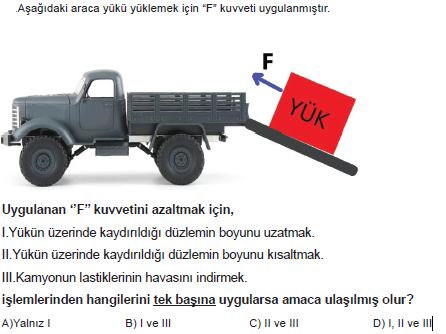 .Aşağıdaki araca yükü yüklemek için “F” kuvveti uygulanmıştır.
F
YÜK
Uygulanan ‘’F’’ kuvvetini azaltmak için,
I.Yükün üzerinde kaydırıldığı düzlemin boyunu uzatmak.
II.Yükün üzerinde kaydırıldığı düzlemin boyunu kısaltmak.
III.Kamyonun lastiklerinin havasını indirmek.
işlemlerinden hangilerini tek başına uygularsa amaca ulaşılmış olur?
A)Yalnız I B) I ve III C) II ve III D) I, II ve III